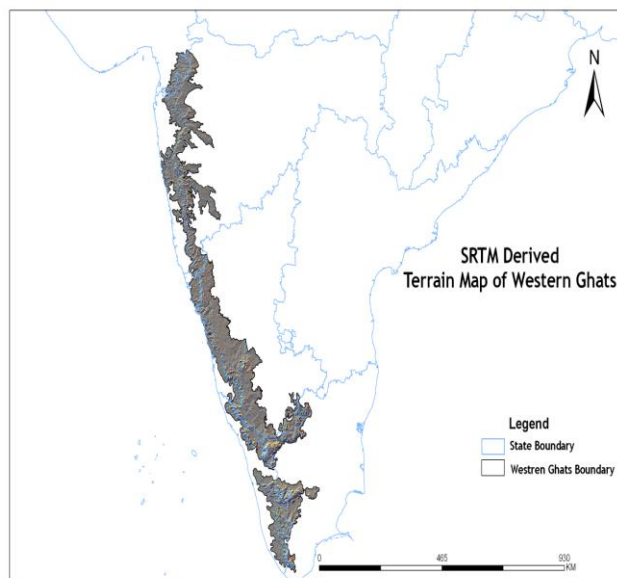 N
SRTM Derived
Terrain Map of Western Ghats
Legend
State Boundary
Westren Ghats Boundary
0 465 930
KM